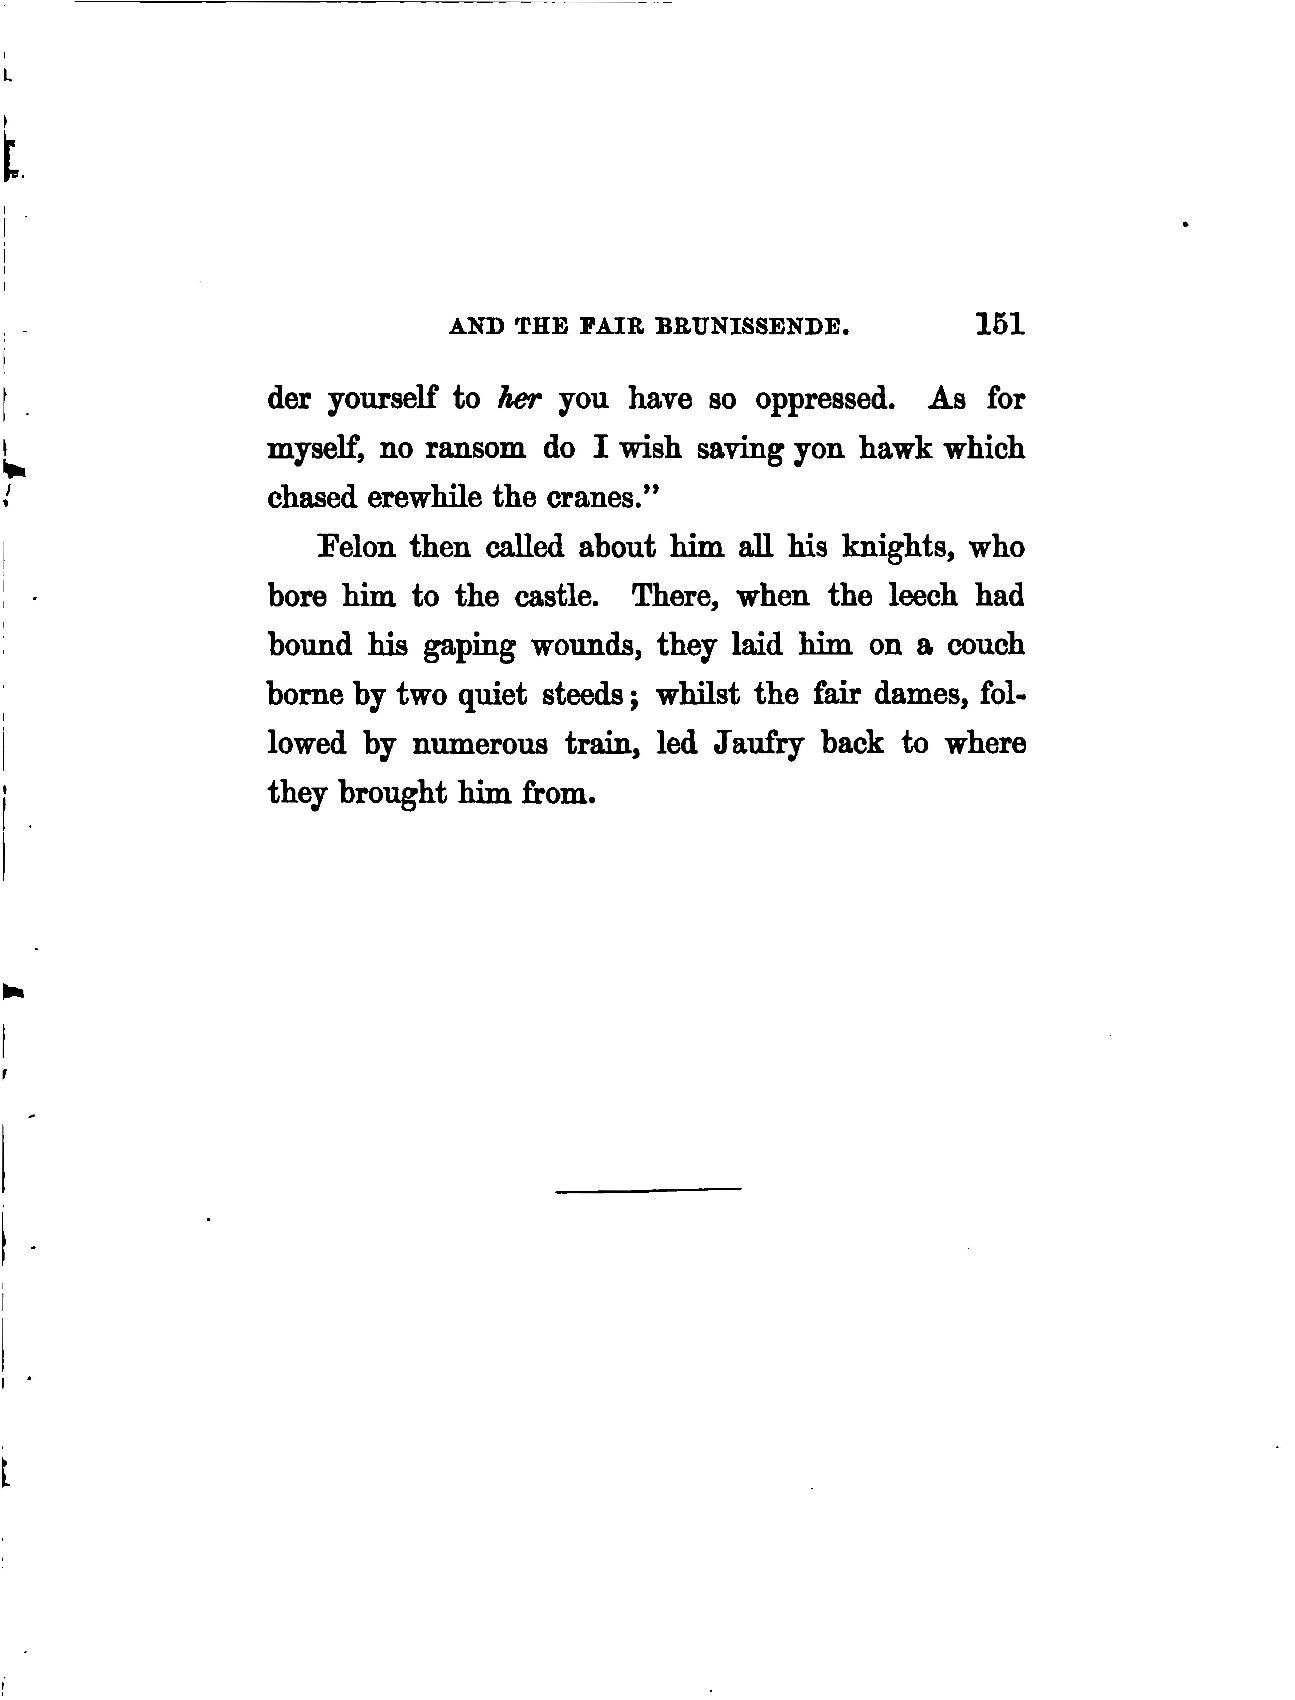 AND THE FAIR BRUNISSENDE. 151
der yourself to her you have so oppressed. As for
myself, no ransom do I wish saving yon hawk which
chased erewhile the cranes.”
Felon then called about him all his knights, who
bore him to the castle. There, when the leech had
bound his gaping wounds, they laid him on a couch
borne by two quiet steeds; whilst the fair dames, fol-
lowed by numerous train, led Jaufry back to where
they brought him from.